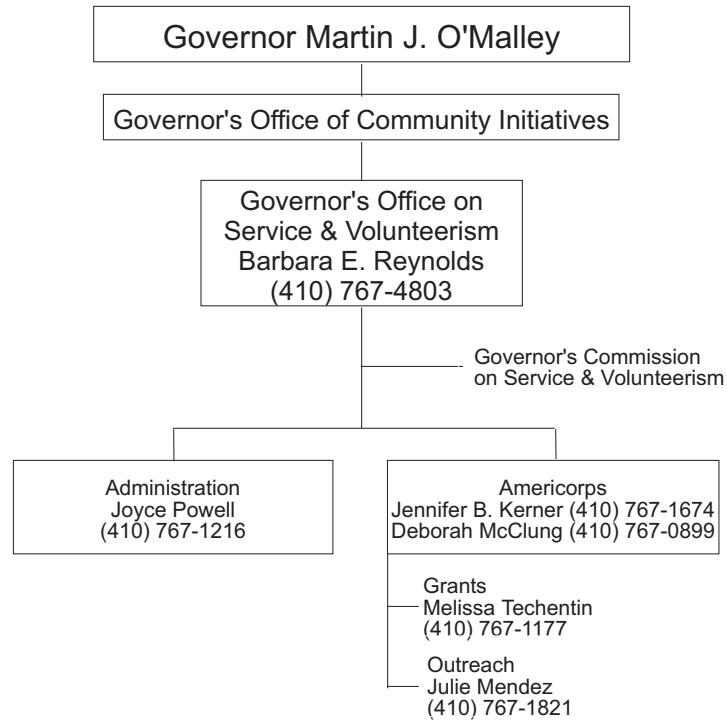 Governor Martin J. O'Malley
Governor's Office of Community Initiatives
Governor's Office on
Service & Volunteerism
Barbara E. Reynolds
(410) 767-4803
Governor's Commission
on Service & Volunteerism
Administration
Joyce Powell
(410) 767-1216
Americorps
Jennifer B. Kerner (410) 767-1674
Deborah McClung (410) 767-0899
Grants
Melissa Techentin
(410) 767-1177
Outreach
Julie Mendez
(410) 767-1821